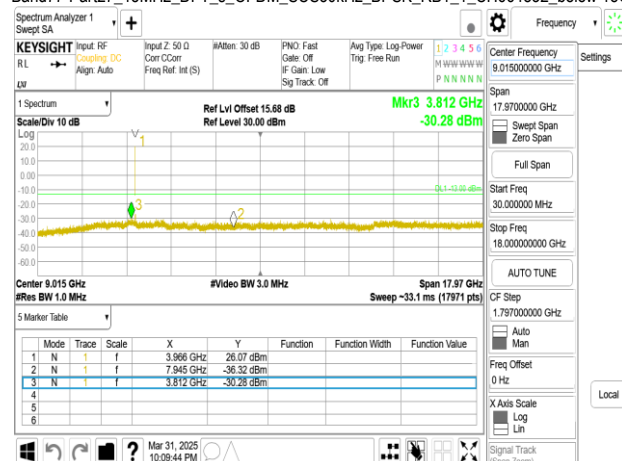 Spectrum Analyzer 1
Swept SA
Frequency
Settings
KEYSIGHT
RL
LXI
Input: RF
Coupling: DC
Align: Auto
Input Z: 50 Ω
Corr CCorr
Freq Ref: Int (S)
#Atten: 30 dB
PNO: Fast
Gate: Off
IF Gain: Low
Sig Track: Off
Avg Type: Log-Power
Trig: Free Run
1 2 3 4 5 6
M W W W W W
P N N N N N
Center Frequency
9.015000000 GHz
Span
17.9700000 GHz
Swept Span
Zero Span
Full Span
Start Freq
30.000000 MHz
Stop Freq
18.000000000 GHz
AUTO TUNE
CF Step
1.797000000 GHz
Auto
Man
Freq Offset
0 Hz
X Axis Scale
Log
Lin
Signal Track
(Span Zoom)
Local
1 Spectrum
Scale/Div 10 dB
Ref Lvl Offset 15.68 dB
Ref Level 30.00 dBm
Mkr3 3.812 GHz
-30.28 dBm
Log
20.0
10.0
0.00
-10.0
-20.0
-30.0
-40.0
-50.0
-60.0
1
2
3
DL1 -13.00 dBm
Center 9.015 GHz
#Video BW 3.0 MHz
Span 17.97 GHz
#Res BW 1.0 MHz
Sweep ~33.1 ms (17971 pts)
5 Marker Table
Mode Trace Scale X Y Function Function Width Function Value
1 N 1 f 3.966 GHz 26.07 dBm
2 N 1 f 7.945 GHz -36.32 dBm
3 N 1 f 3.812 GHz -30.28 dBm
4
5
6
Mar 31, 2025
10:09:44 PM